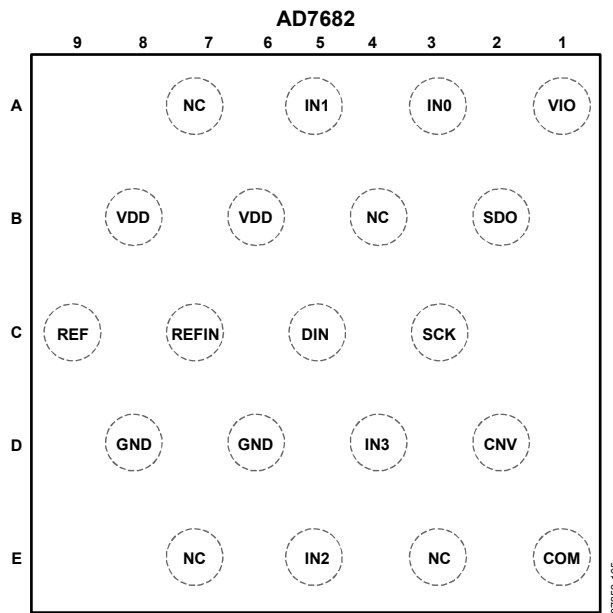 AD7682
9 8 7 6 5 4 3 2 1
A NC IN1 IN0 VIO
B VDD VDD NC SDO
C REF REFIN DIN SCK
D GND GND IN3 CNV
E NC IN2 NC COM